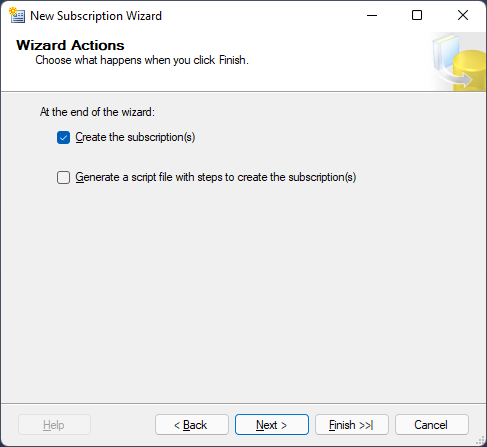 New Subscription Wizard
Wizard Actions
Choose what happens when you click Finish.
At the end of the wizard:
Create the subscription(s)
Generate a script file with steps to create the subscription(s)
Help
< Back
Next >
Finish >>|
Cancel